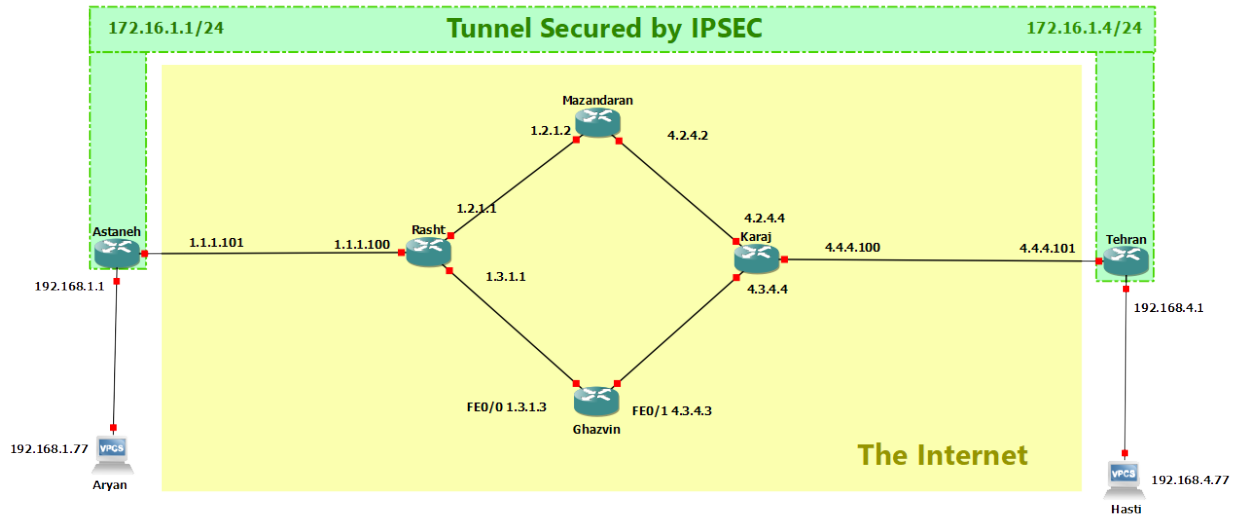 172.16.1.1/24
Tunnel Secured by IPSEC
172.16.1.4/24
Mazandaran
1.2.1.2
4.2.4.2
1.2.1.1
4.2.4.4
Astaneh
Rasht
Karaj
Tehran
1.1.1.101
1.1.1.100
4.4.4.100
4.4.4.101
192.168.1.1
1.3.1.1
4.3.4.4
192.168.4.1
FE0/0 1.3.1.3
FE0/1 4.3.4.3
Ghazvin
192.168.1.77
VPCS
Aryan
The Internet
VPCS
192.168.4.77
Hasti